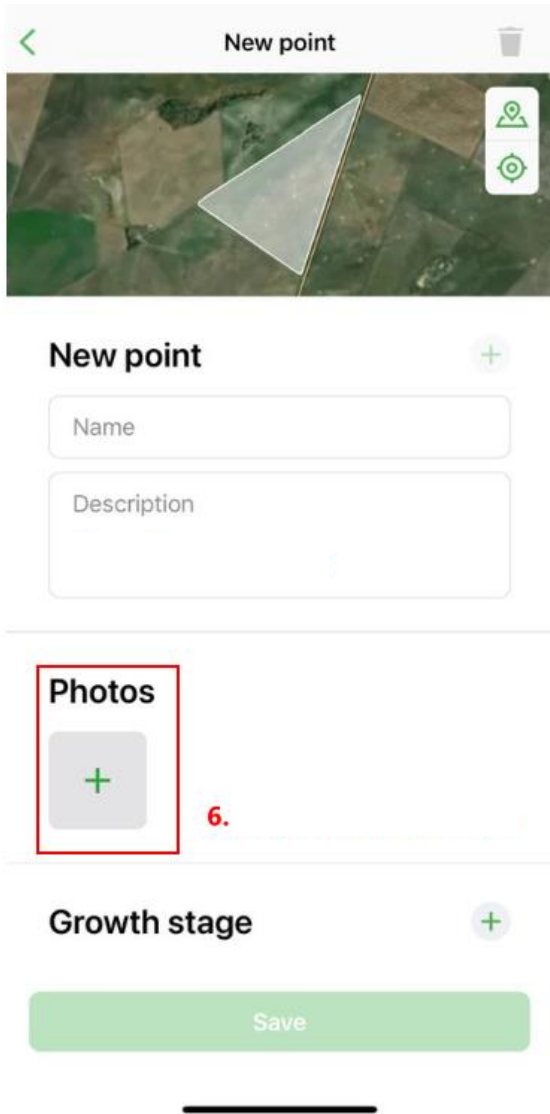 New point
New point
Name
Description
Photos
6.
Growth stage
Save